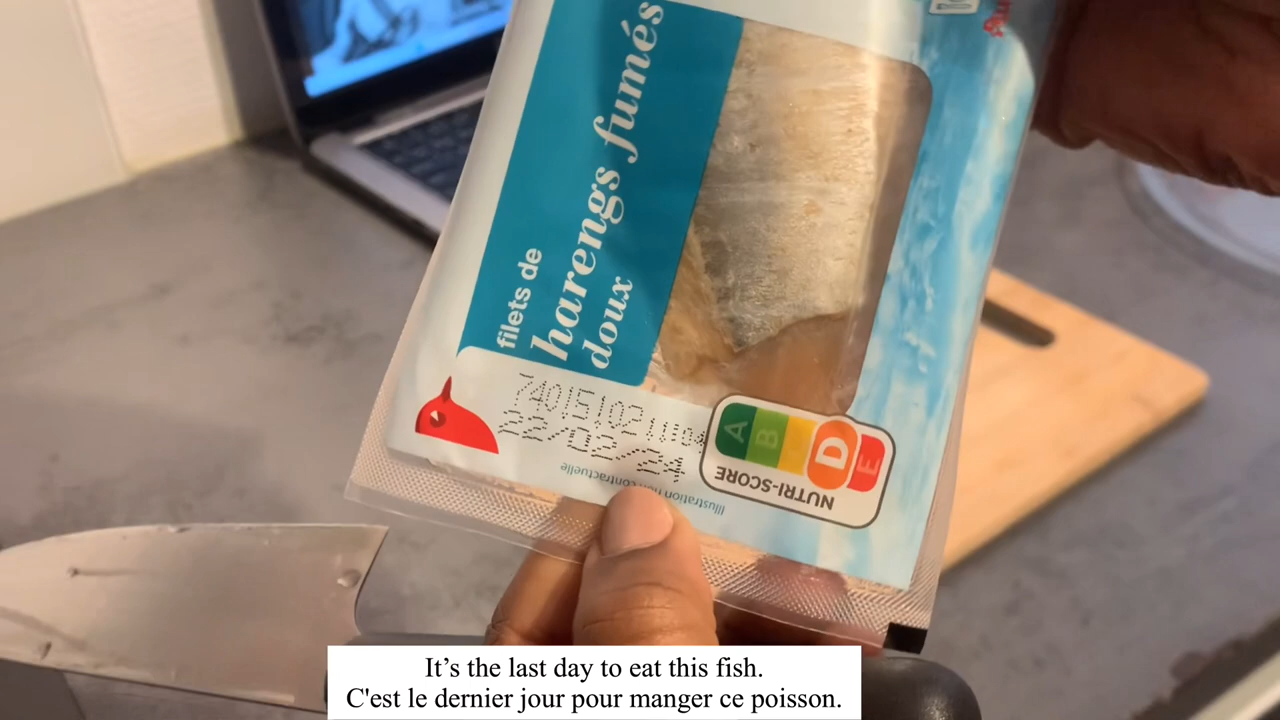 filets de
harengs fumés
doux
22/02/24
Illustration non contractuelle
A B D E
NUTRI-SCORE
It’s the last day to eat this fish.
C'est le dernier jour pour manger ce poisson.